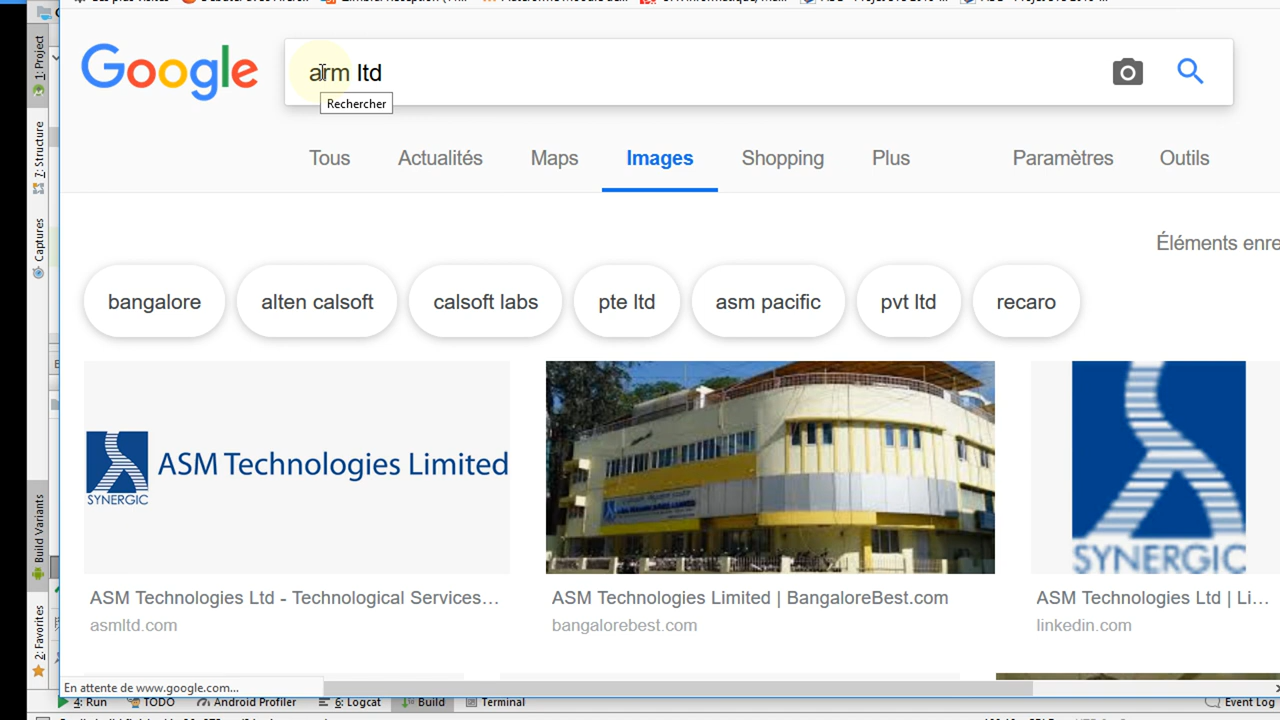 1: Project
7: Structure
Captures
Build Variants
2: Favorites
Google
arm ltd
Rechercher
Tous
Actualités
Maps
Images
Shopping
Plus
Paramètres
Outils
Éléments enre
bangalore
alten calsoft
calsoft labs
pte ltd
asm pacific
pvt ltd
recaro
SYNERGIC
ASM Technologies Limited
SYNERGIC
ASM Technologies Ltd - Technological Services...
asmltd.com
ASM Technologies Limited | BangaloreBest.com
bangalorebest.com
ASM Technologies Ltd | Li...
linkedin.com
En attente de www.google.com...
4: Run
TODO
Android Profiler
6: Logcat
Build
Terminal
Event Log